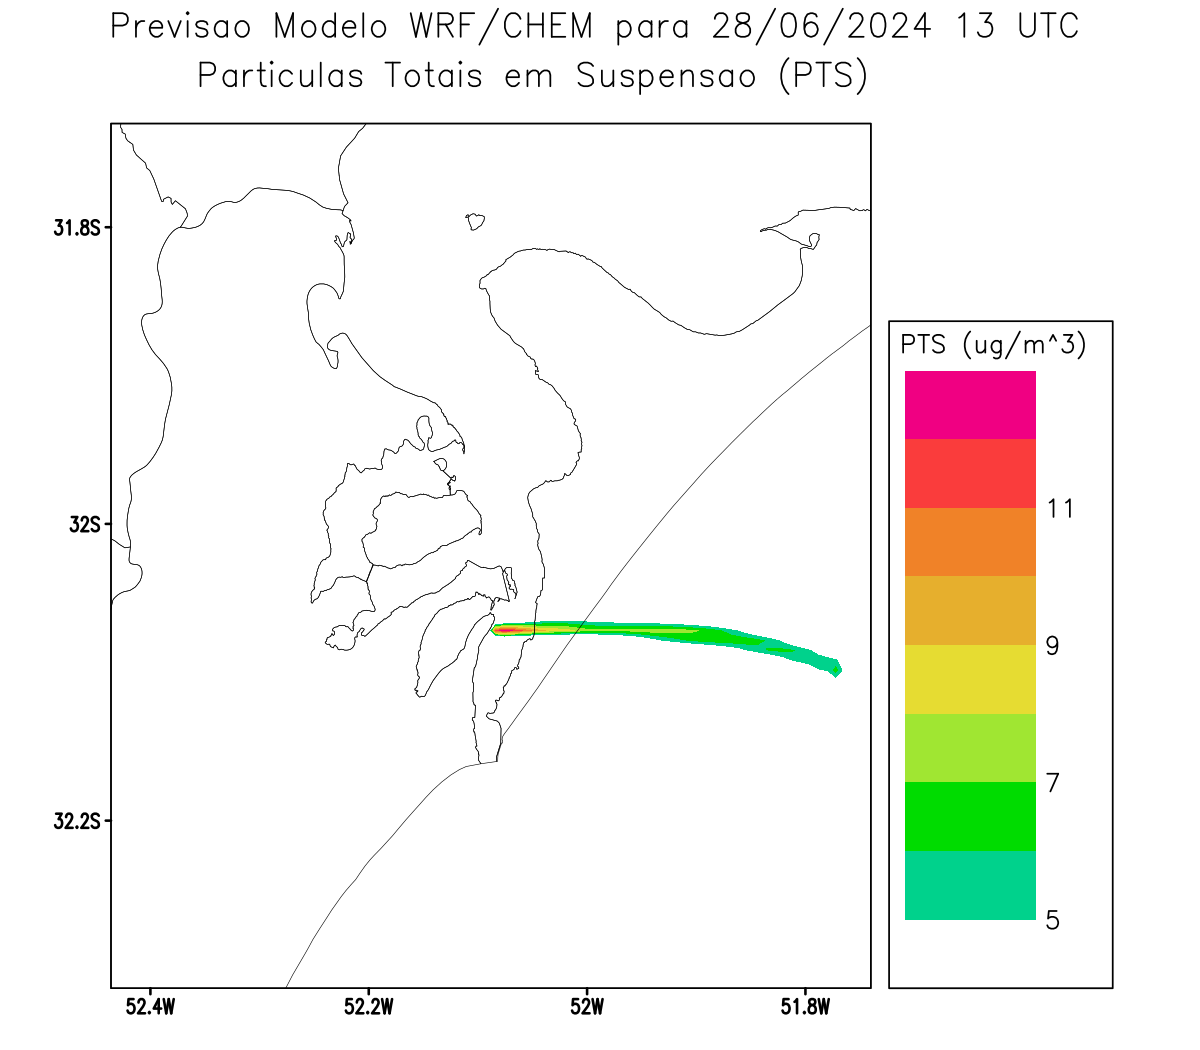 Previsao Modelo WRF/CHEM para 28/06/2024 13 UTC
Particulas Totais em Suspensao (PTS)
31.8S
32S
32.2S
52.4W 52.2W 52W 51.8W
PTS (ug/m^3)
11
9
7
5